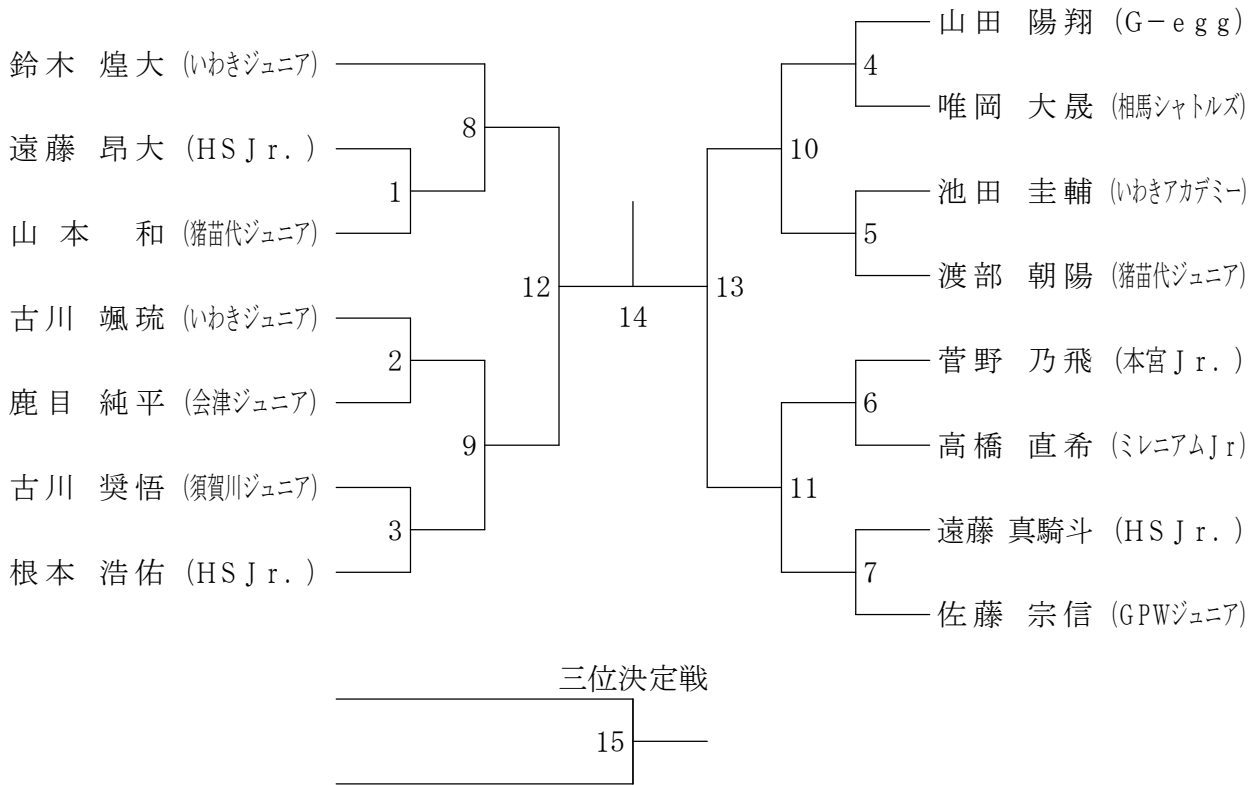 鈴木 煌大 (いわきジュニア)
遠藤 昂大 (HSJr.)
山本 和 (猪苗代ジュニア)
古川 颯琉 (いわきジュニア)
鹿目 純平 (会津ジュニア)
古川 奨悟 (須賀川ジュニア)
根本 浩佑 (HSJr.)
1
2
3
8
9
12
14
13
10
11
4
5
6
7
山田 陽翔 (G-egg)
唯岡 大晟 (相馬シャトルズ)
池田 圭輔 (いわきアカデミー)
渡部 朝陽 (猪苗代ジュニア)
菅野 乃飛 (本宮Jr.)
高橋 直希 (ミレニアムJr)
遠藤 真騎斗 (HSJr.)
佐藤 宗信 (GPWジュニア)
三位決定戦
15